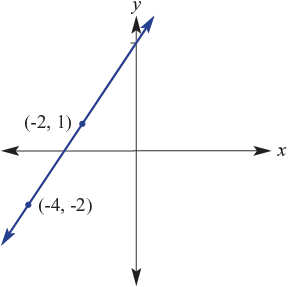 y
(-2, 1)
x
(-4, -2)